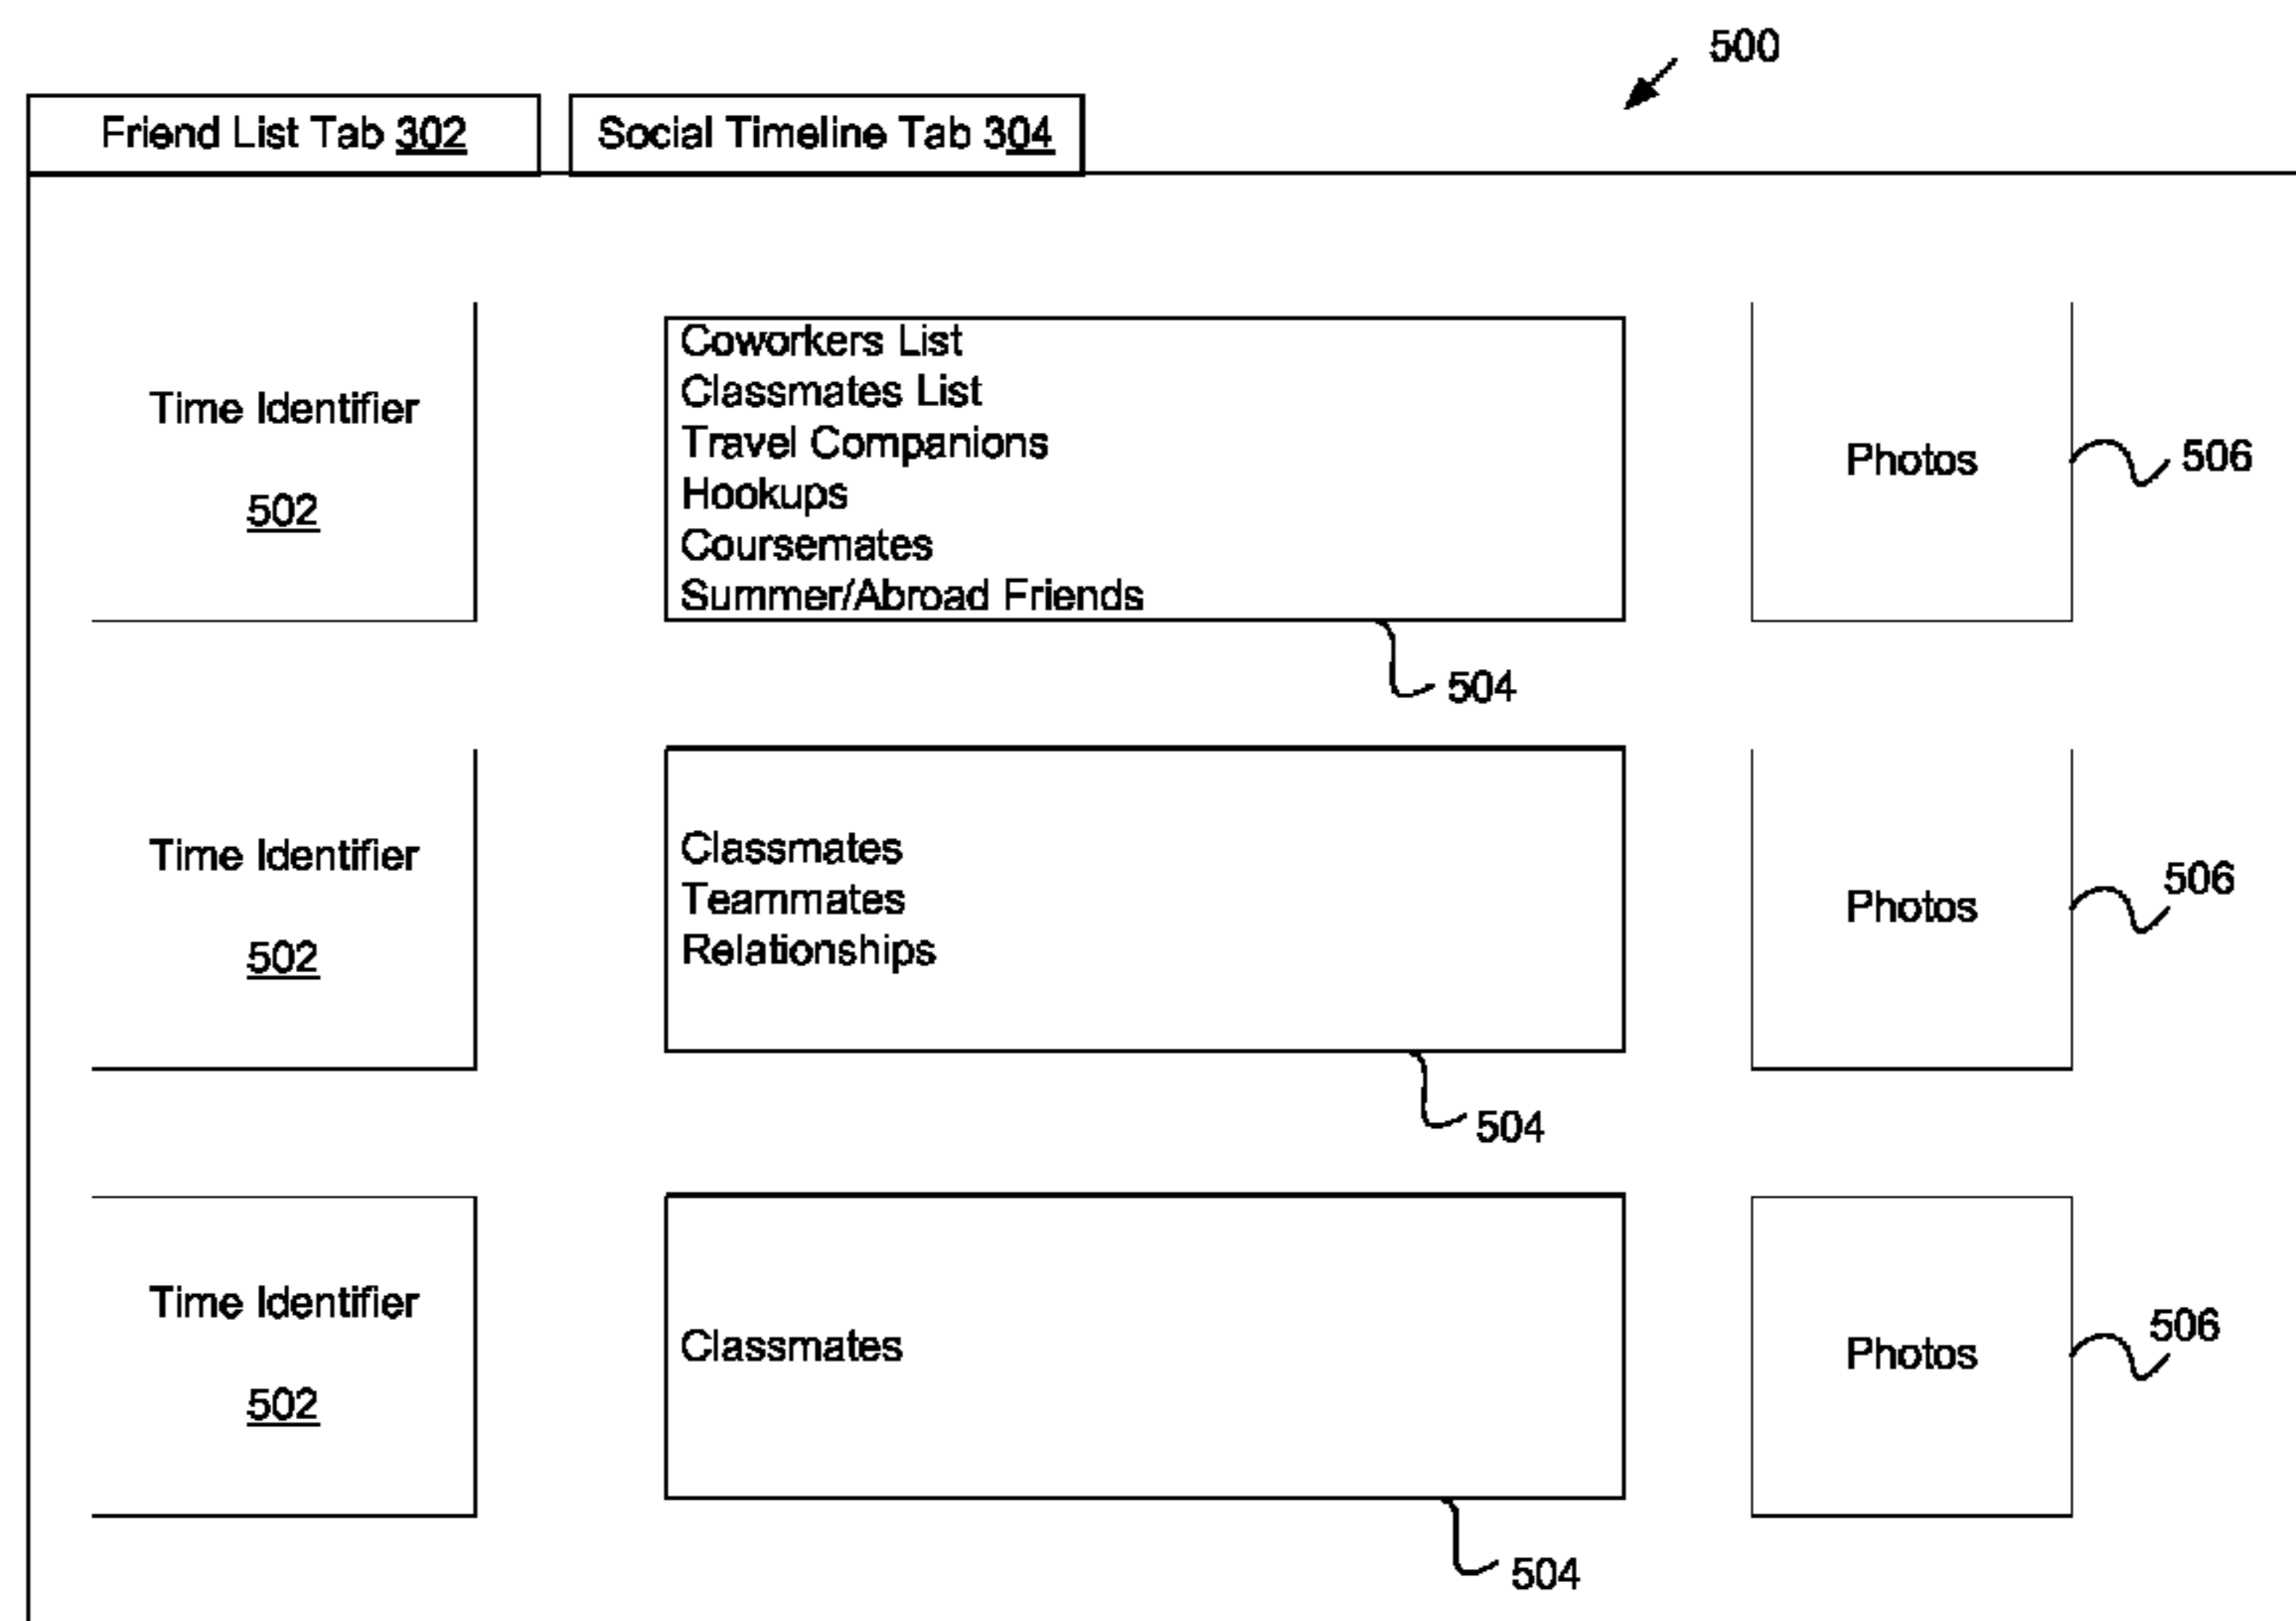 500
Friend List Tab 302
Social Timeline Tab 304
Time Identifier
502
Coworkers List
Classmates List
Travel Companions
Hookups
Coursemates
Summer/Abroad Friends
504
Photos
506
Time Identifier
502
Classmates
Teammates
Relationships
504
Photos
506
Time Identifier
502
Classmates
504
Photos
506